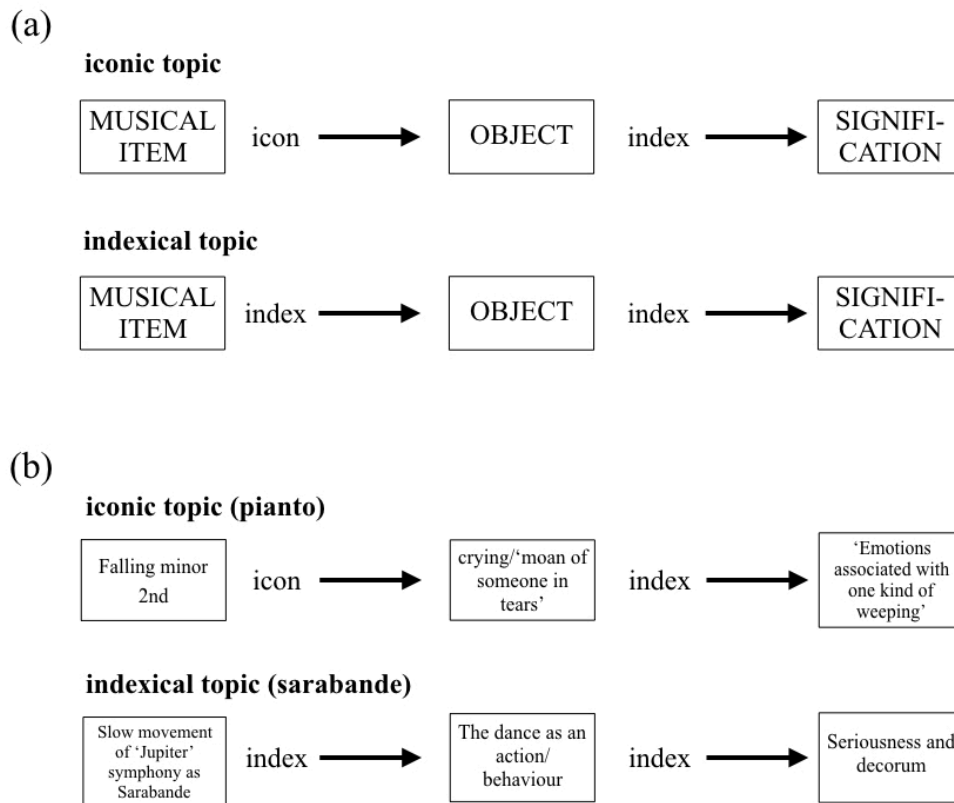 (a)
iconic topic
MUSICAL
ITEM
icon
OBJECT
index
SIGNIFI-
CATION
indexical topic
MUSICAL
ITEM
index
OBJECT
index
SIGNIFI-
CATION
(b)
iconic topic (pianto)
Falling minor
2nd
icon
crying/‘moan of
someone in
tears’
index
‘Emotions
associated with
one kind of
weeping’
indexical topic (sarabande)
Slow movement
of ‘Jupiter’
symphony as
Sarabande
index
The dance as an
action/
behaviour
index
Seriousness and
decorum